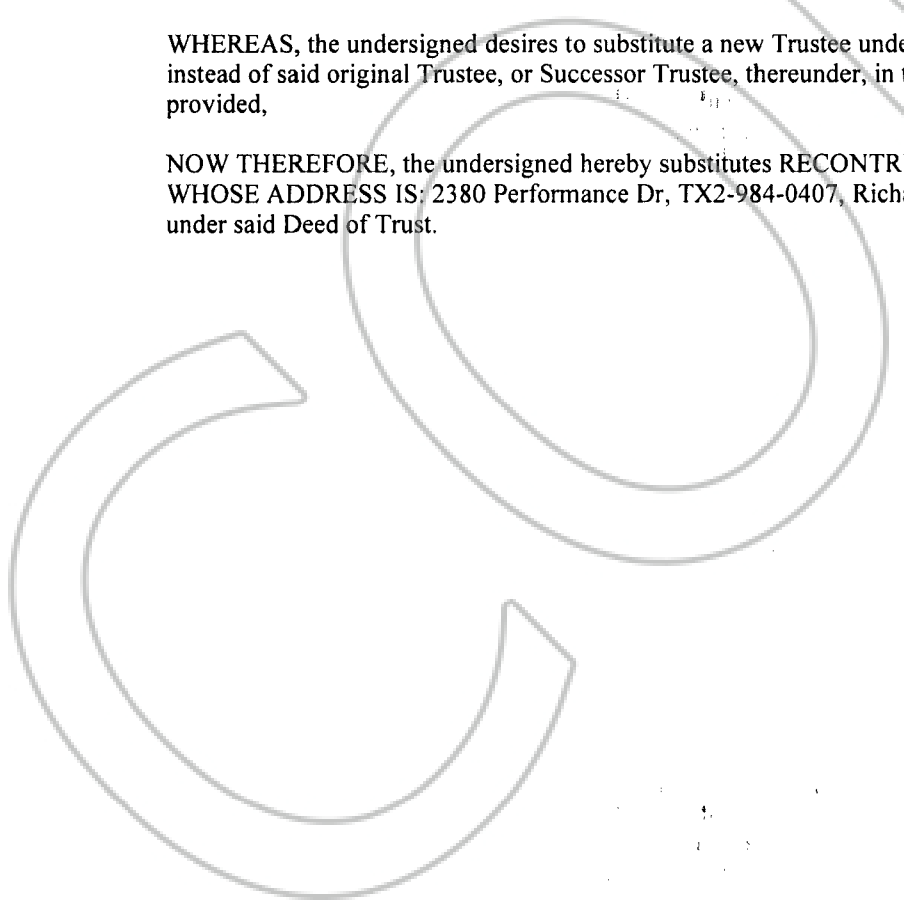 WHEREAS, the undersigned desires to substitute a new Trustee unde
instead of said original Trustee, or Successor Trustee, thereunder, in t
provided,
NOW THEREFORE, the undersigned hereby substitutes RECONTR
WHOSE ADDRESS IS: 2380 Performance Dr, TX2-984-0407, Richa
under said Deed of Trust.
CO